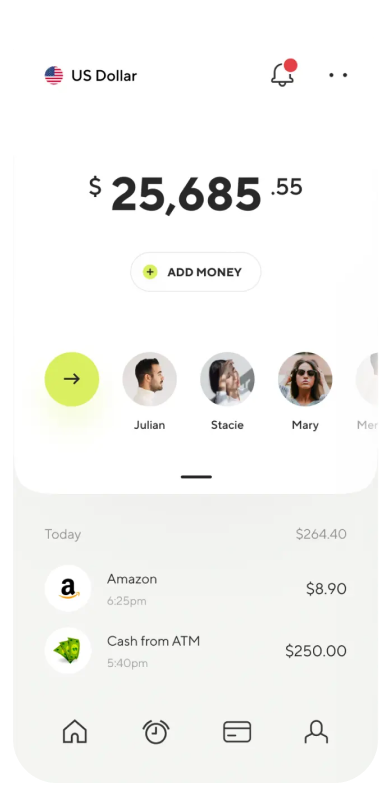 US Dollar
$ 25,685.55
+ ADD MONEY
Julian Stacie Mary Mer
Today $264.40
a Amazon $8.90
6:25pm
Cash from ATM $250.00
5:40pm